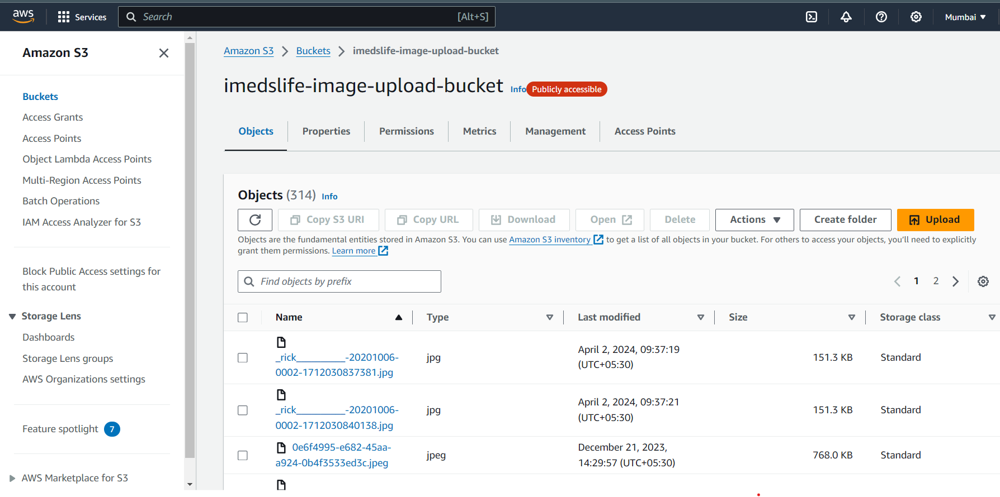 aws
Services
Search
[Alt+S]
Mumbai
Amazon S3
Buckets
Access Grants
Access Points
Object Lambda Access Points
Multi-Region Access Points
Batch Operations
IAM Access Analyzer for S3
Block Public Access settings for
this account
Storage Lens
Dashboards
Storage Lens groups
AWS Organizations settings
Feature spotlight 7
AWS Marketplace for S3
Amazon S3 > Buckets > imedslife-image-upload-bucket
imedslife-image-upload-bucket Info Publicly accessible
Objects Properties Permissions Metrics Management Access Points
Objects (314) Info
Copy S3 URI Copy URL Download Open Delete Actions Create folder Upload
Objects are the fundamental entities stored in Amazon S3. You can use Amazon S3 inventory to get a list of all objects in your bucket. For others to access your objects, you’ll need to explicitly
grant them permissions. Learn more
Find objects by prefix
1 2
Name Type Last modified Size Storage class
_rick__________-20201006-
0002-1712030837381.jpg
jpg
April 2, 2024, 09:37:19
(UTC+05:30)
151.3 KB
Standard
_rick__________-20201006-
0002-1712030840138.jpg
jpg
April 2, 2024, 09:37:21
(UTC+05:30)
151.3 KB
Standard
0e6f4995-e682-45aa-
a924-0b4f3533ed3c.jpeg
jpeg
December 21, 2023,
14:29:57 (UTC+05:30)
768.0 KB
Standard